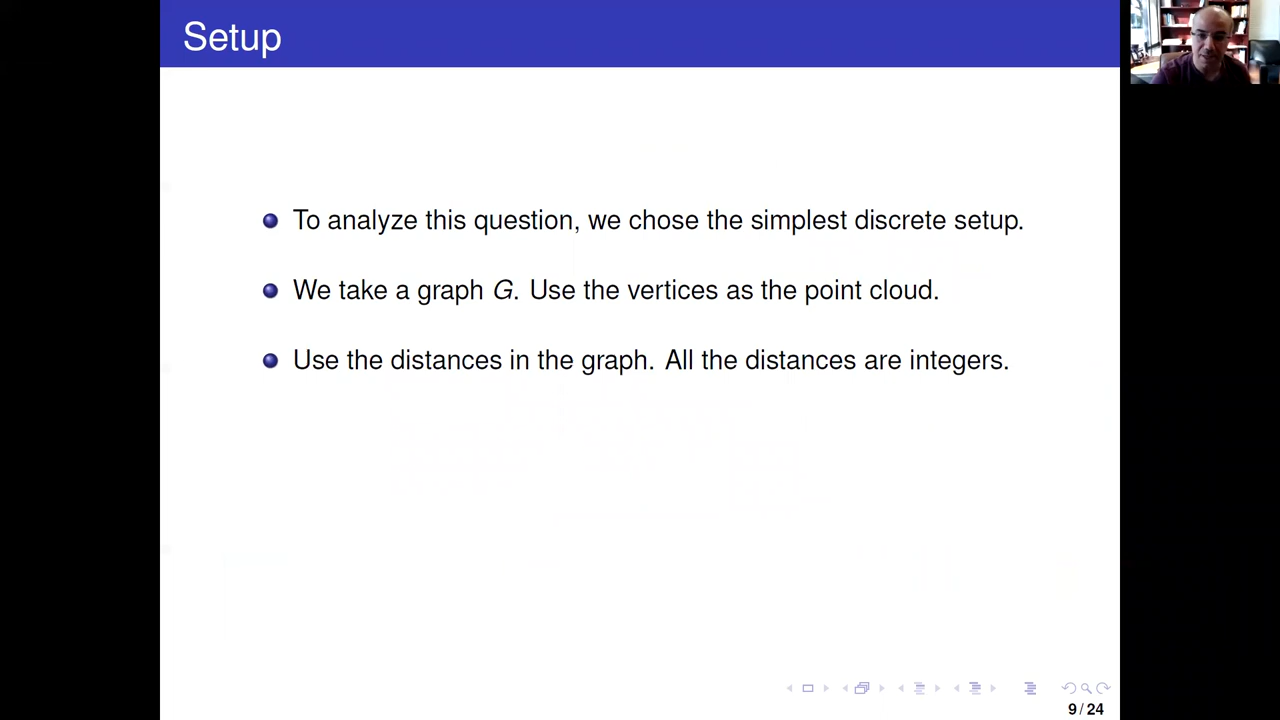 Setup
To analyze this question, we chose the simplest discrete setup.
We take a graph G. Use the vertices as the point cloud.
Use the distances in the graph. All the distances are integers.
9 / 24